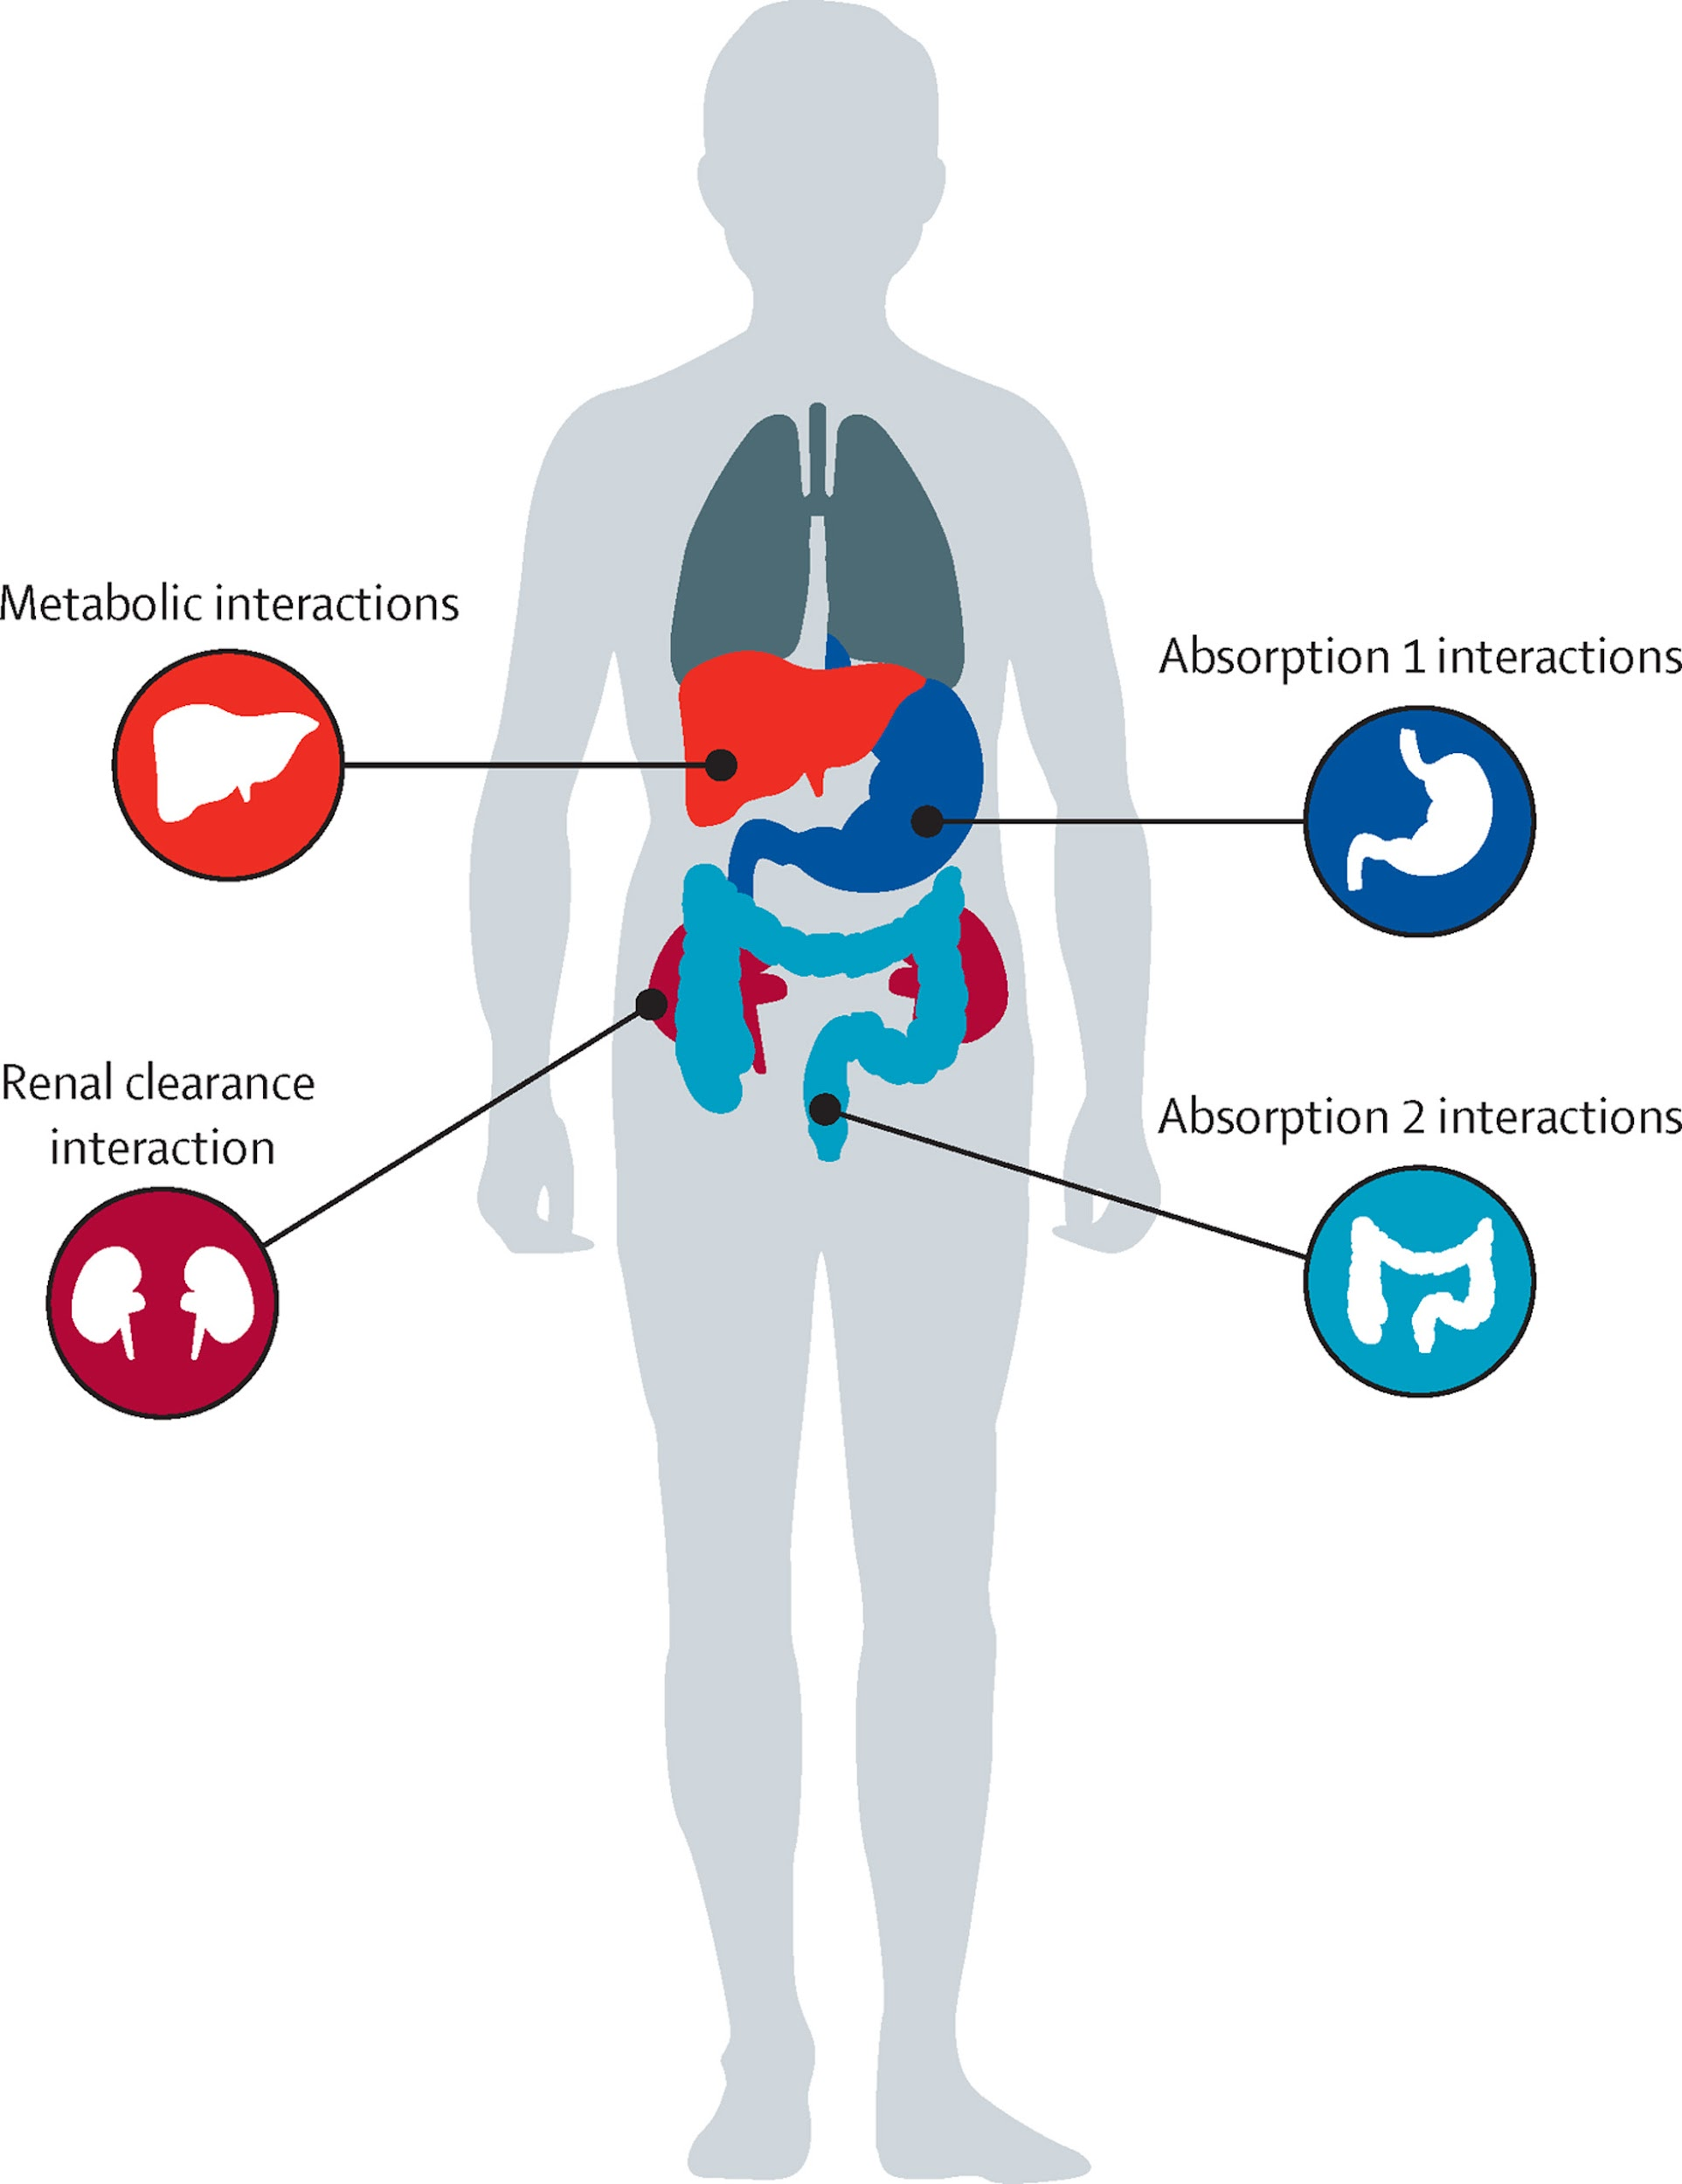 Metabolic interactions
Absorption 1 interactions
Renal clearance
interaction
Absorption 2 interactions